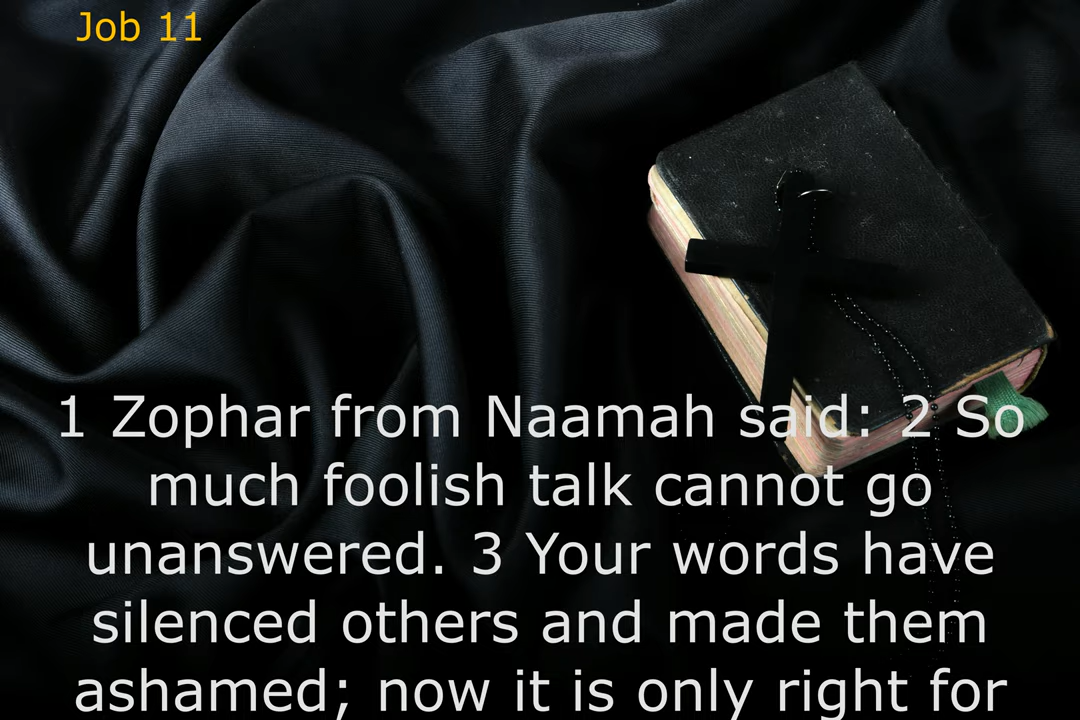 Job 11
1 Zophar from Naamah said: 2 So
much foolish talk cannot go
unanswered. 3 Your words have
silenced others and made them
ashamed; now it is only right for